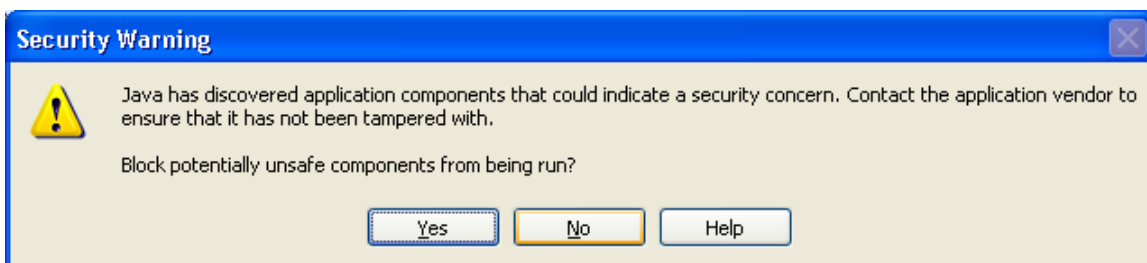 Security Warning
Java has discovered application components that could indicate a security concern. Contact the application vendor to
ensure that it has not been tampered with.
Block potentially unsafe components from being run?
Yes No Help